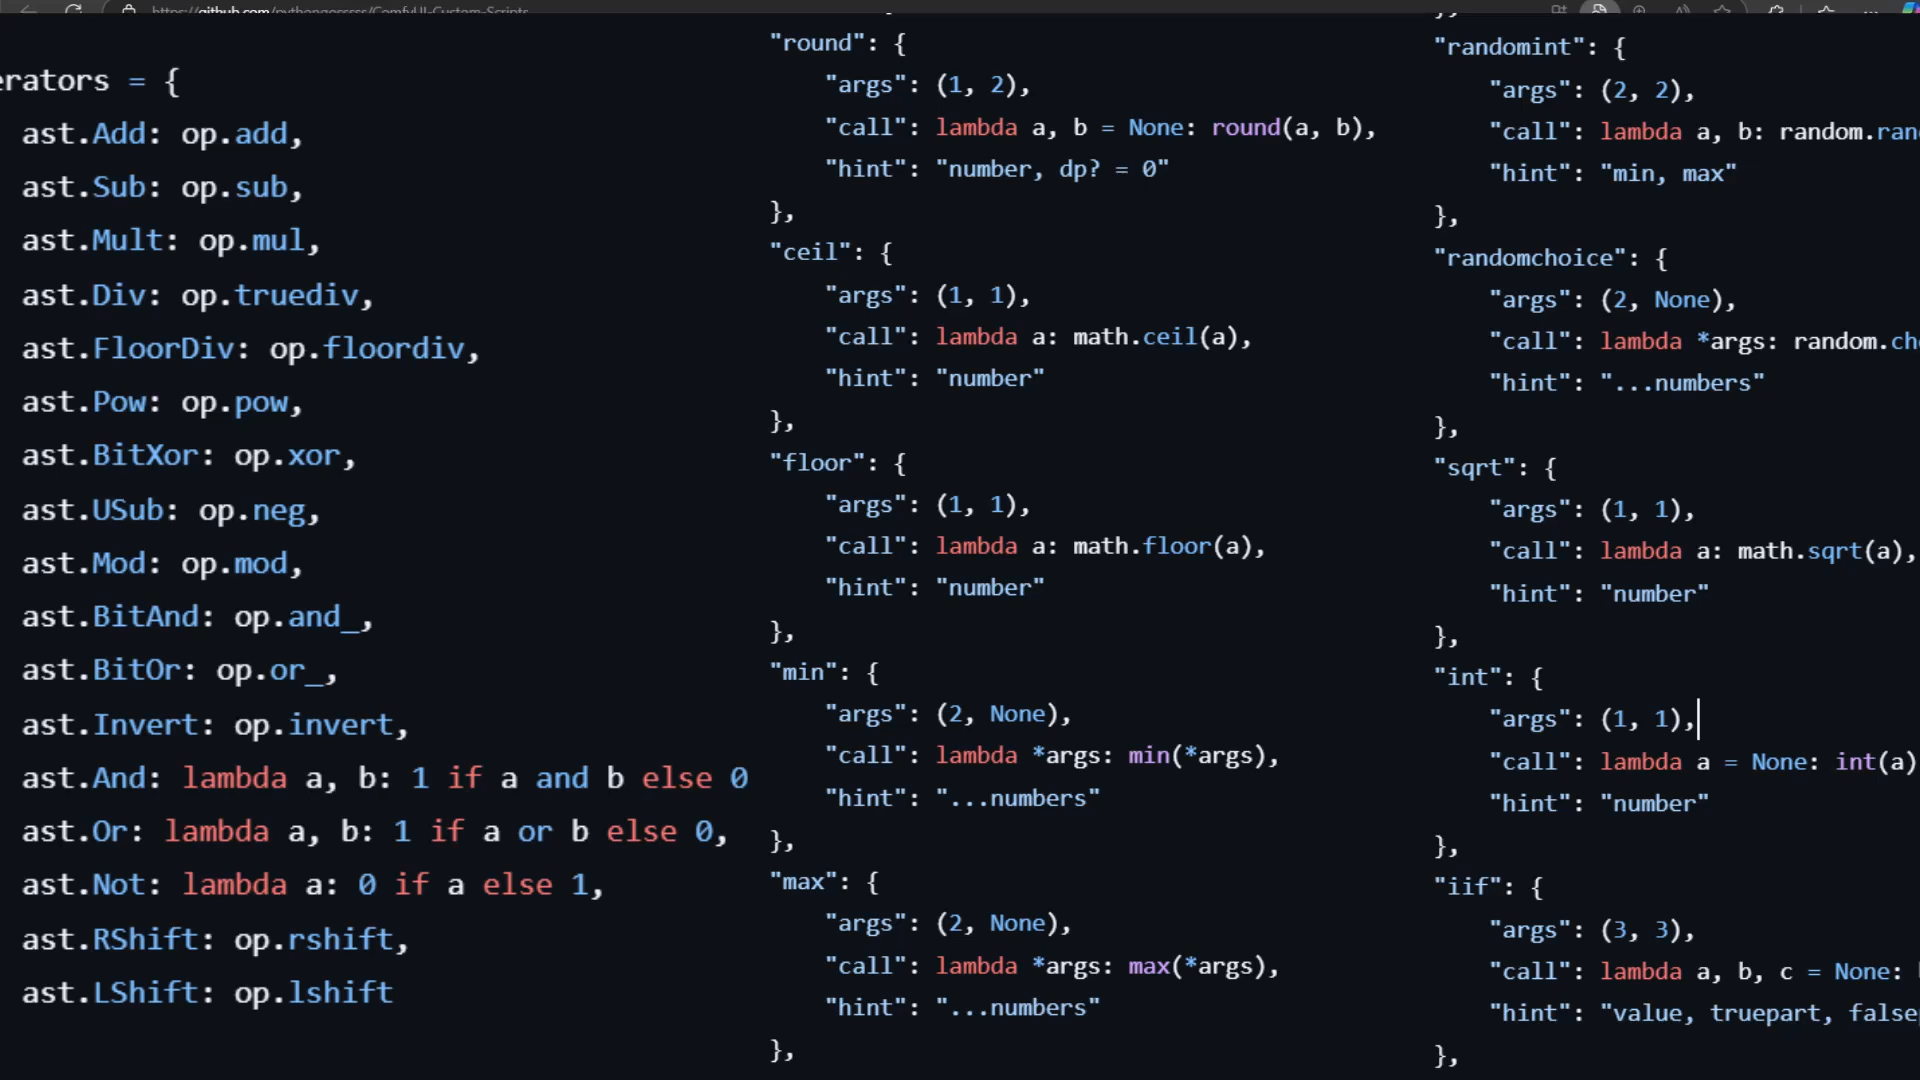 https://github.com/pythongosssss/ComfyUI-Custom-Scripts
erators = {
ast.Add: op.add,
ast.Sub: op.sub,
ast.Mult: op.mul,
ast.Div: op.truediv,
ast.FloorDiv: op.floordiv,
ast.Pow: op.pow,
ast.BitXor: op.xor,
ast.USub: op.neg,
ast.Mod: op.mod,
ast.BitAnd: op.and_,
ast.BitOr: op.or_,
ast.Invert: op.invert,
ast.And: lambda a, b: 1 if a and b else 0
ast.Or: lambda a, b: 1 if a or b else 0,
ast.Not: lambda a: 0 if a else 1,
ast.RShift: op.rshift,
ast.LShift: op.lshift
"round": {
"args": (1, 2),
"call": lambda a, b = None: round(a, b),
"hint": "number, dp? = 0"
},
"ceil": {
"args": (1, 1),
"call": lambda a: math.ceil(a),
"hint": "number"
},
"floor": {
"args": (1, 1),
"call": lambda a: math.floor(a),
"hint": "number"
},
"min": {
"args": (2, None),
"call": lambda *args: min(*args),
"hint": "...numbers"
},
"max": {
"args": (2, None),
"call": lambda *args: max(*args),
"hint": "...numbers"
},
},
"randomint": {
"args": (2, 2),
"call": lambda a, b: random.ran
"hint": "min, max"
},
"randomchoice": {
"args": (2, None),
"call": lambda *args: random.ch
"hint": "...numbers"
},
"sqrt": {
"args": (1, 1),
"call": lambda a: math.sqrt(a),
"hint": "number"
},
"int": {
"args": (1, 1),
"call": lambda a = None: int(a)
"hint": "number"
},
"iif": {
"args": (3, 3),
"call": lambda a, b, c = None:
"hint": "value, truepart, false
},